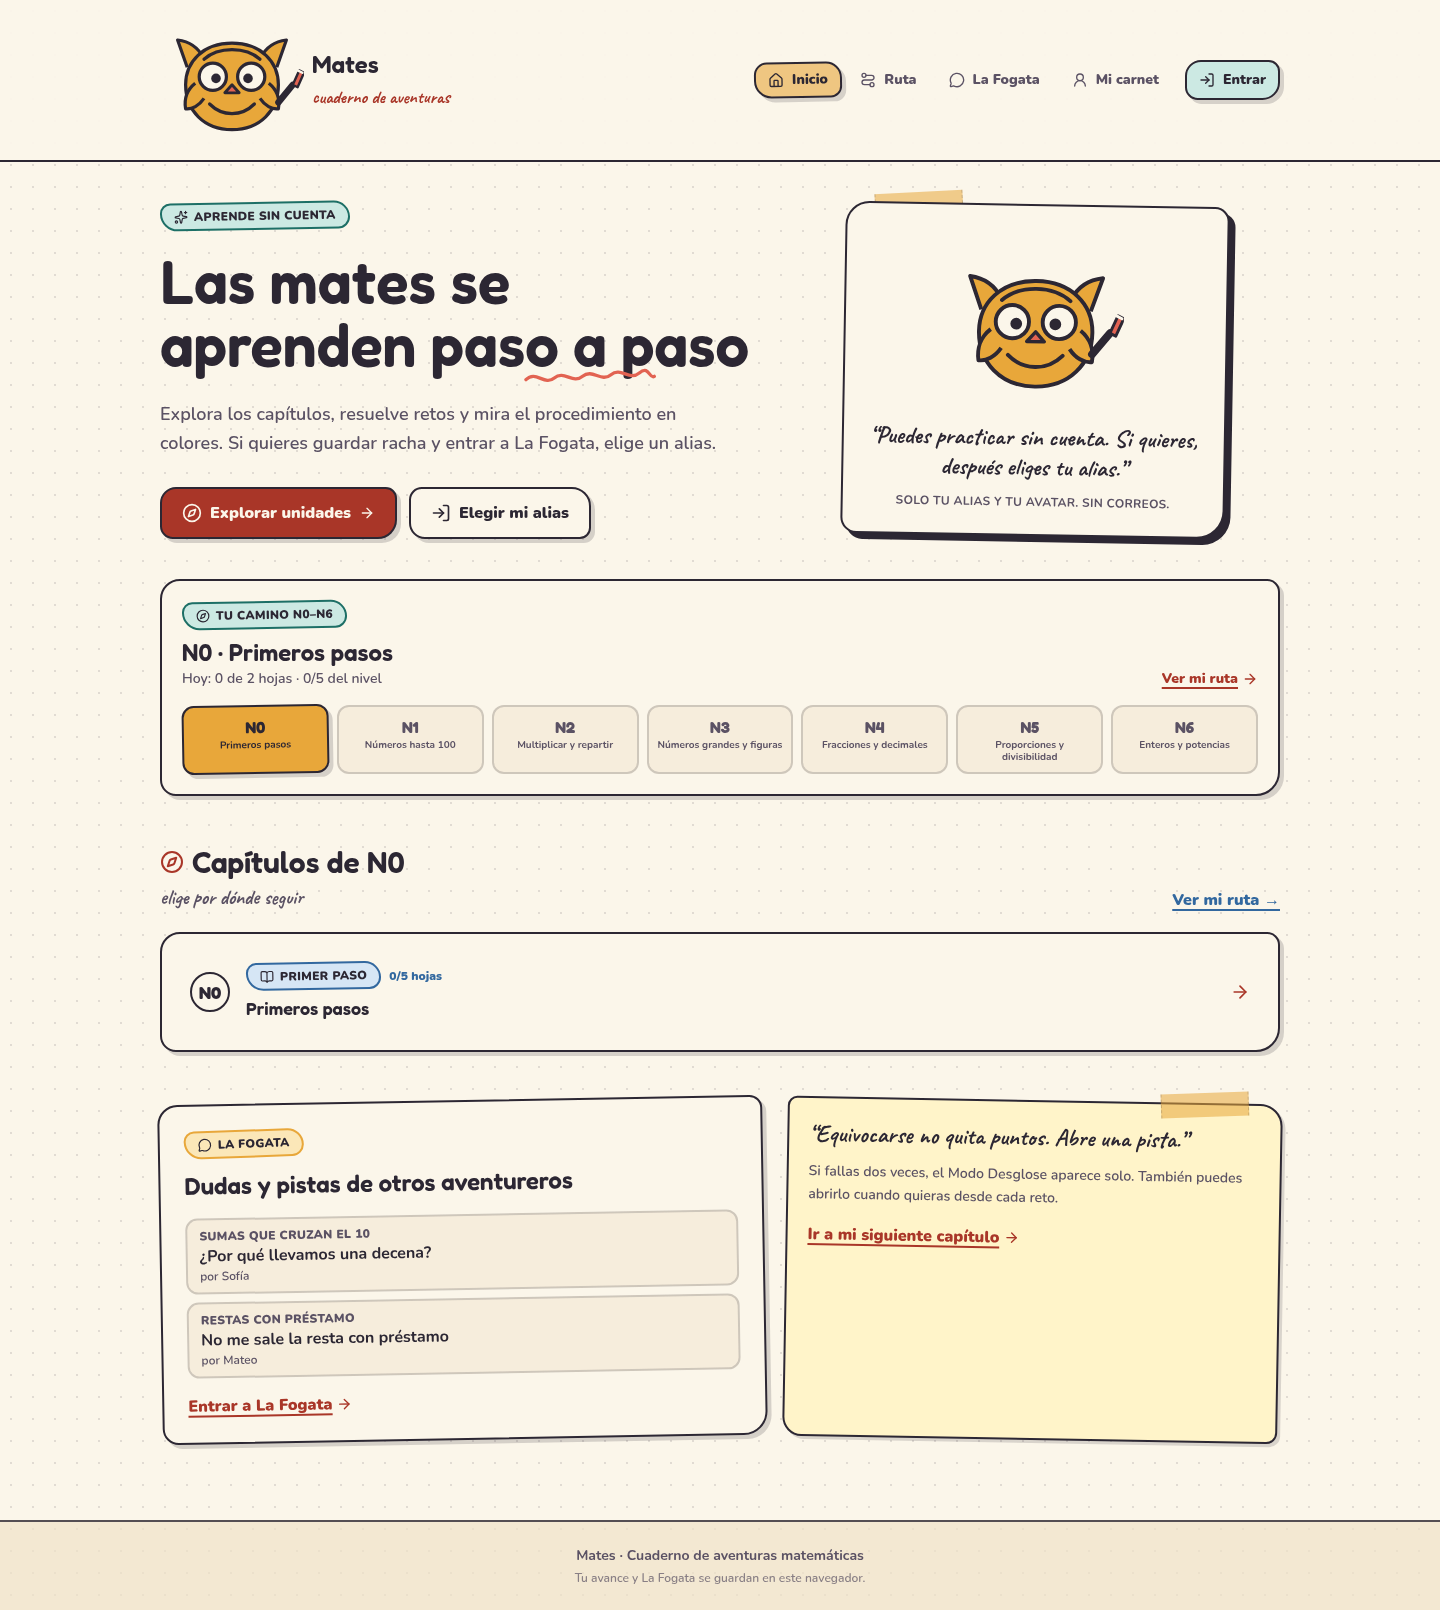 Mates
cuaderno de aventuras
Inicio
Ruta
La Fogata
Mi carnet
Entrar
APRENDE SIN CUENTA
Las mates se
aprenden paso a paso
Explora los capítulos, resuelve retos y mira el procedimiento en
colores. Si quieres guardar racha y entrar a La Fogata, elige un alias.
Explorar unidades →
Elegir mi alias
“Puedes practicar sin cuenta. Si quieres,
después eliges tu alias.”
SOLO TU ALIAS Y TU AVATAR. SIN CORREOS.
TU CAMINO N0–N6
N0 · Primeros pasos
Hoy: 0 de 2 hojas · 0/5 del nivel
Ver mi ruta →
N0
Primeros pasos
N1
Números hasta 100
N2
Multiplicar y repartir
N3
Números grandes y figuras
N4
Fracciones y decimales
N5
Proporciones y
divisibilidad
N6
Enteros y potencias
Capítulos de N0
elige por dónde seguir
Ver mi ruta →
N0
PRIMER PASO
0/5 hojas
Primeros pasos
LA FOGATA
Dudas y pistas de otros aventureros
SUMAS QUE CRUZAN EL 10
¿Por qué llevamos una decena?
por Sofía
RESTAS CON PRÉSTAMO
No me sale la resta con préstamo
por Mateo
Entrar a La Fogata →
“Equivocarse no quita puntos. Abre una pista.”
Si fallas dos veces, el Modo Desglose aparece solo. También puedes
abrirlo cuando quieras desde cada reto.
Ir a mi siguiente capítulo →
Mates · Cuaderno de aventuras matemáticas
Tu avance y La Fogata se guardan en este navegador.